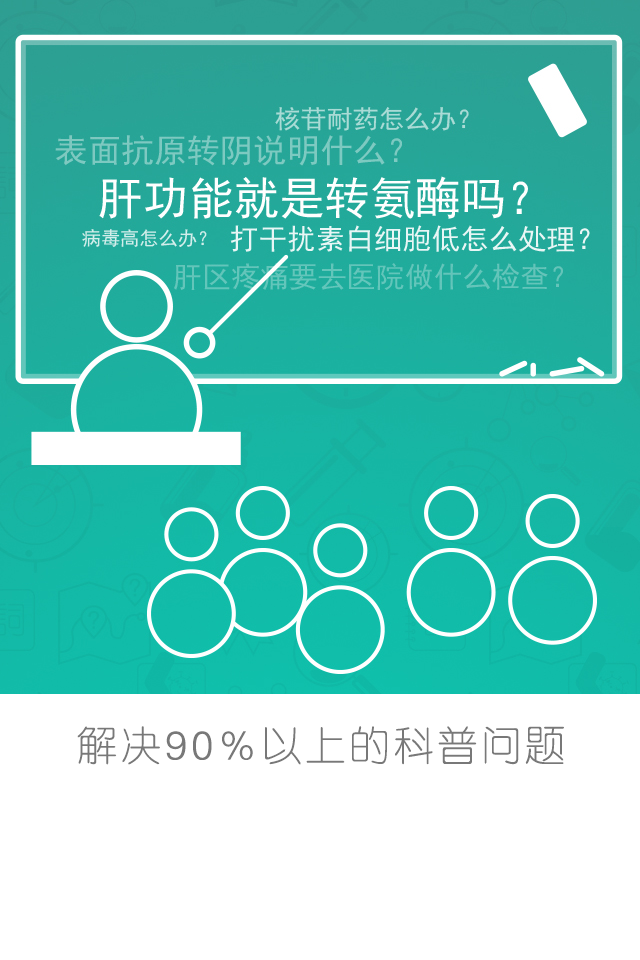 核苷耐药怎么办？
表面抗原转阴说明什么？
肝功能就是转氨酶吗？
病毒高怎么办？ 打干扰素白细胞低怎么处理？
肝区疼痛要去医院做什么检查？
解决90%以上的科普问题